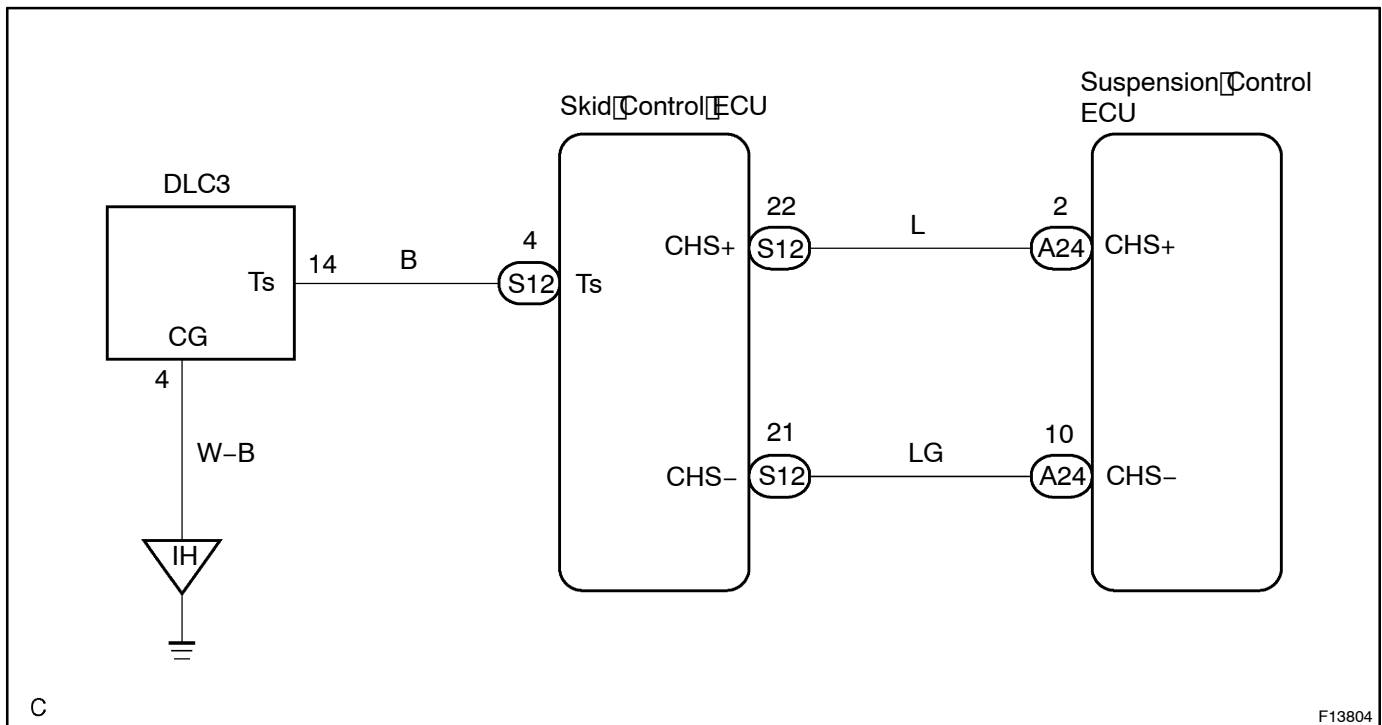 Suspension Control
ECU
Skid Control ECU
DLC3
22
2
CHS+
S12
L
A24
CHS+
4
14
B
Ts
S12
Ts
CG
4
21
10
W-B
CHS-
S12
LG
A24
CHS-
IH
C
F13804